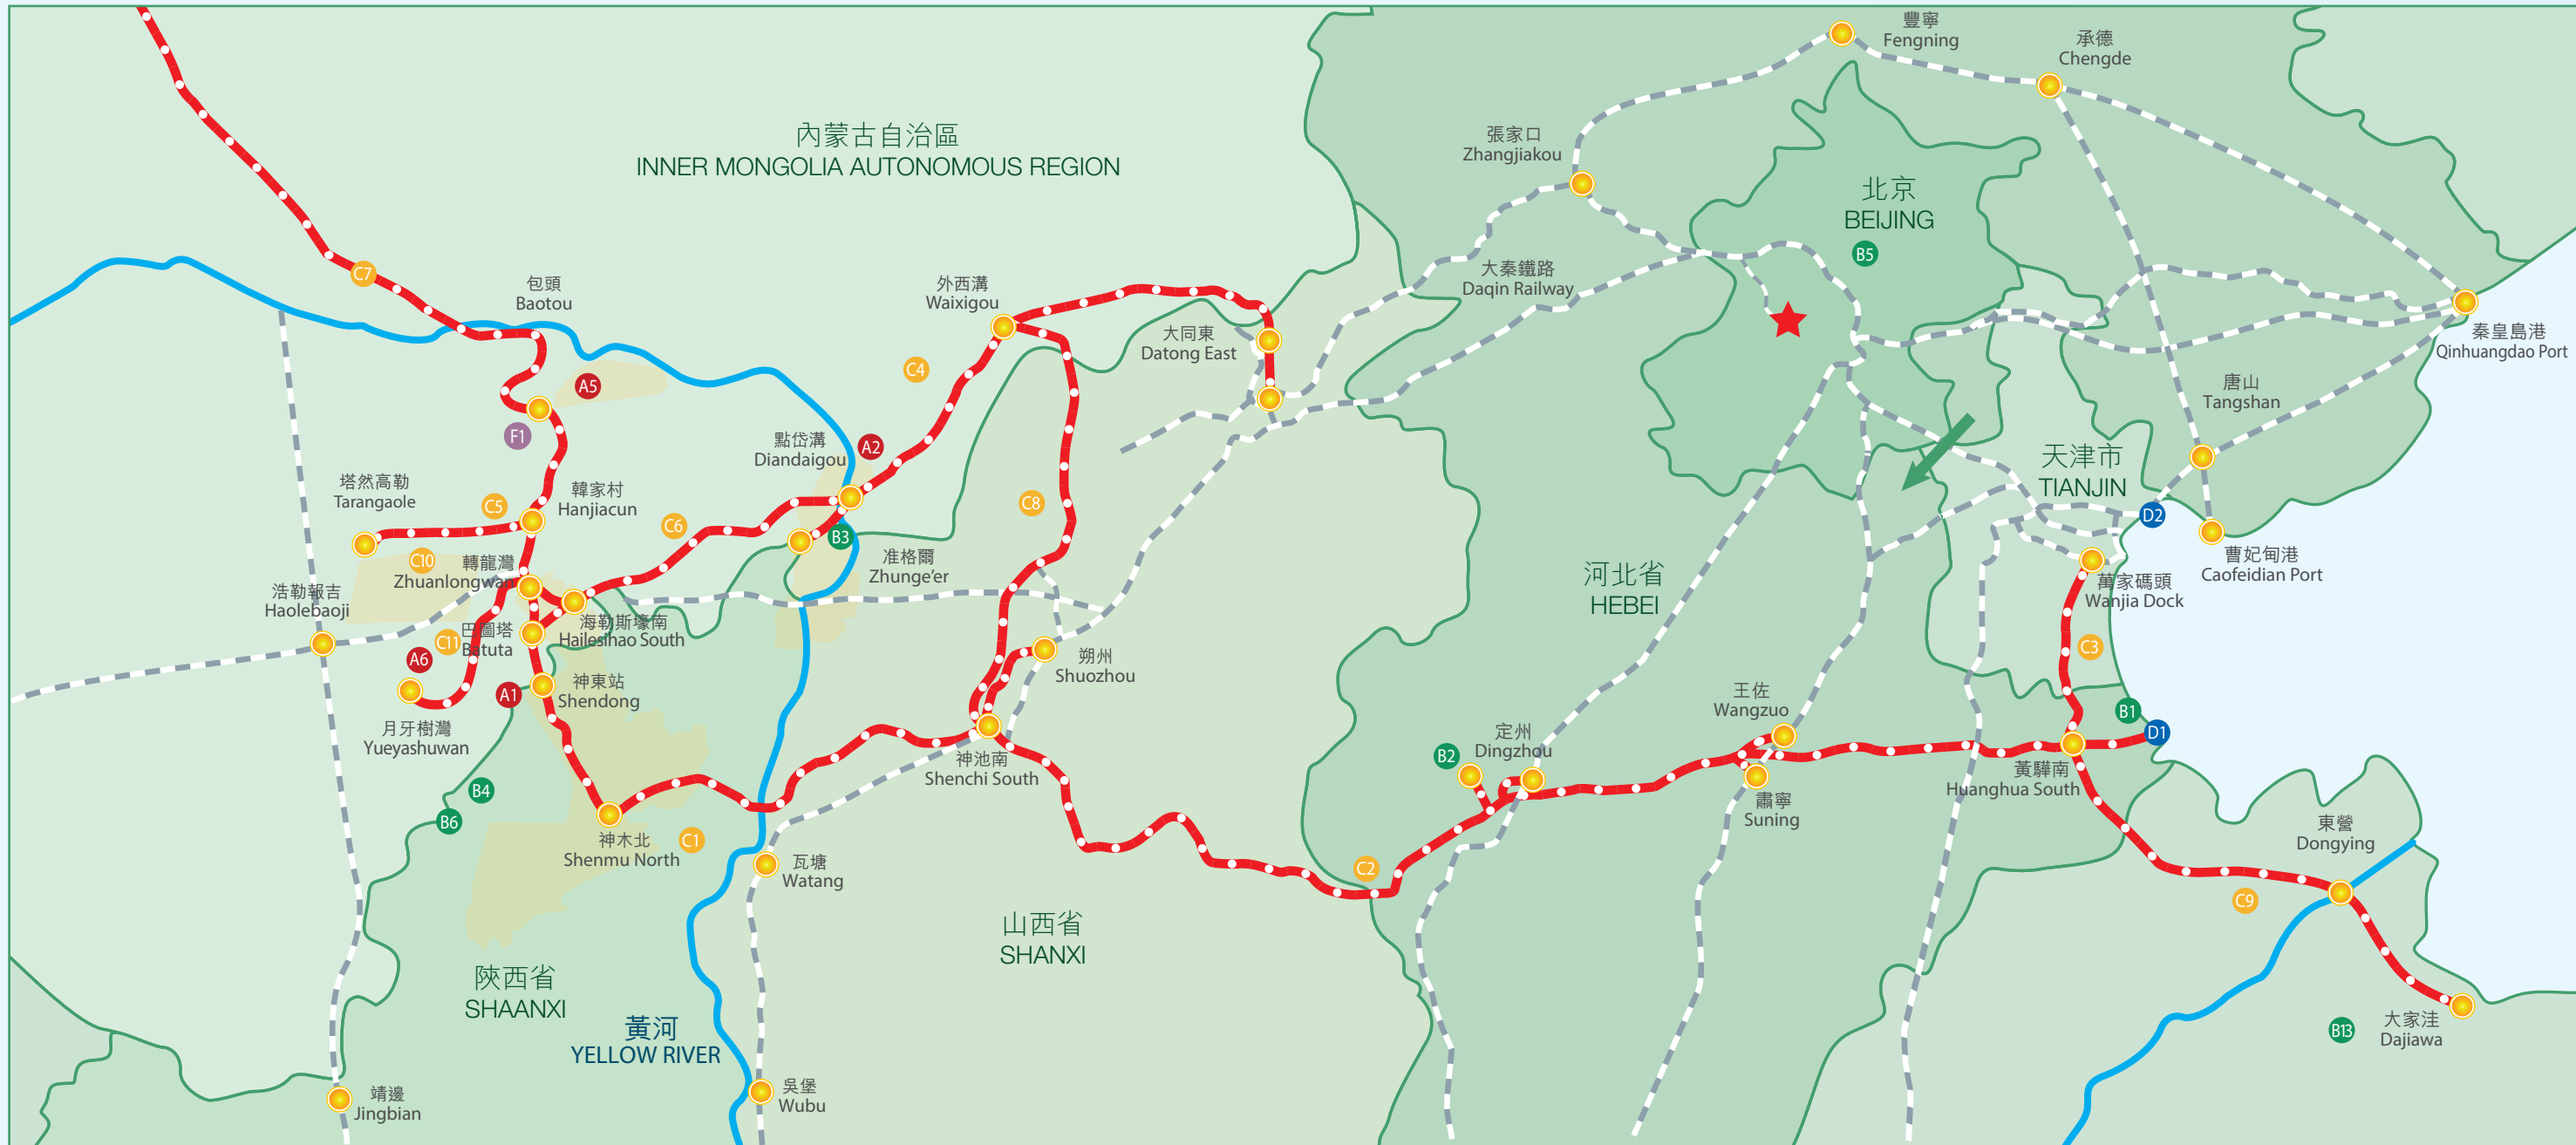 豐寧
Fengning
承德
Chengde
內蒙古自治區
INNER MONGOLIA AUTONOMOUS REGION
張家口
Zhangjiakou
北京
BEIJING
B5
C7
包頭
Baotou
外西溝
Waixigou
大秦鐵路
Daqin Railway
大同東
Datong East
秦皇島港
Qinhuangdao Port
C4
A5
唐山
Tangshan
F1
點岱溝
Diandaigou
A2
天津市
TIANJIN
塔然高勒
Tarangaole
C5
韓家村
Hanjiacun
C6
C8
D2
B3
C10
轉龍灣
Zhuanlongwan
准格爾
Zhunge'er
河北省
HEBEI
曹妃甸港
Caofeidian Port
萬家碼頭
Wanjia Dock
浩勒報吉
Haolebaoji
海勒斯壕南
Hailesihao South
C11
巴圖塔
Batuta
A6
C3
朔州
Shuozhou
A1
神東站
Shendong
王佐
Wangzuo
B1
月牙樹灣
Yueyashuwan
定州
Dingzhou
B2
D1
神池南
Shenchi South
黃驊南
Huanghua South
B4
B6
肅寧
Suning
神木北
Shenmu North
C1
東營
Dongying
瓦塘
Watang
C2
C9
山西省
SHANXI
陝西省
SHAANXI
黃河
YELLOW RIVER
B13
大家洼
Dajiawa
靖邊
Jingbian
吳堡
Wubu